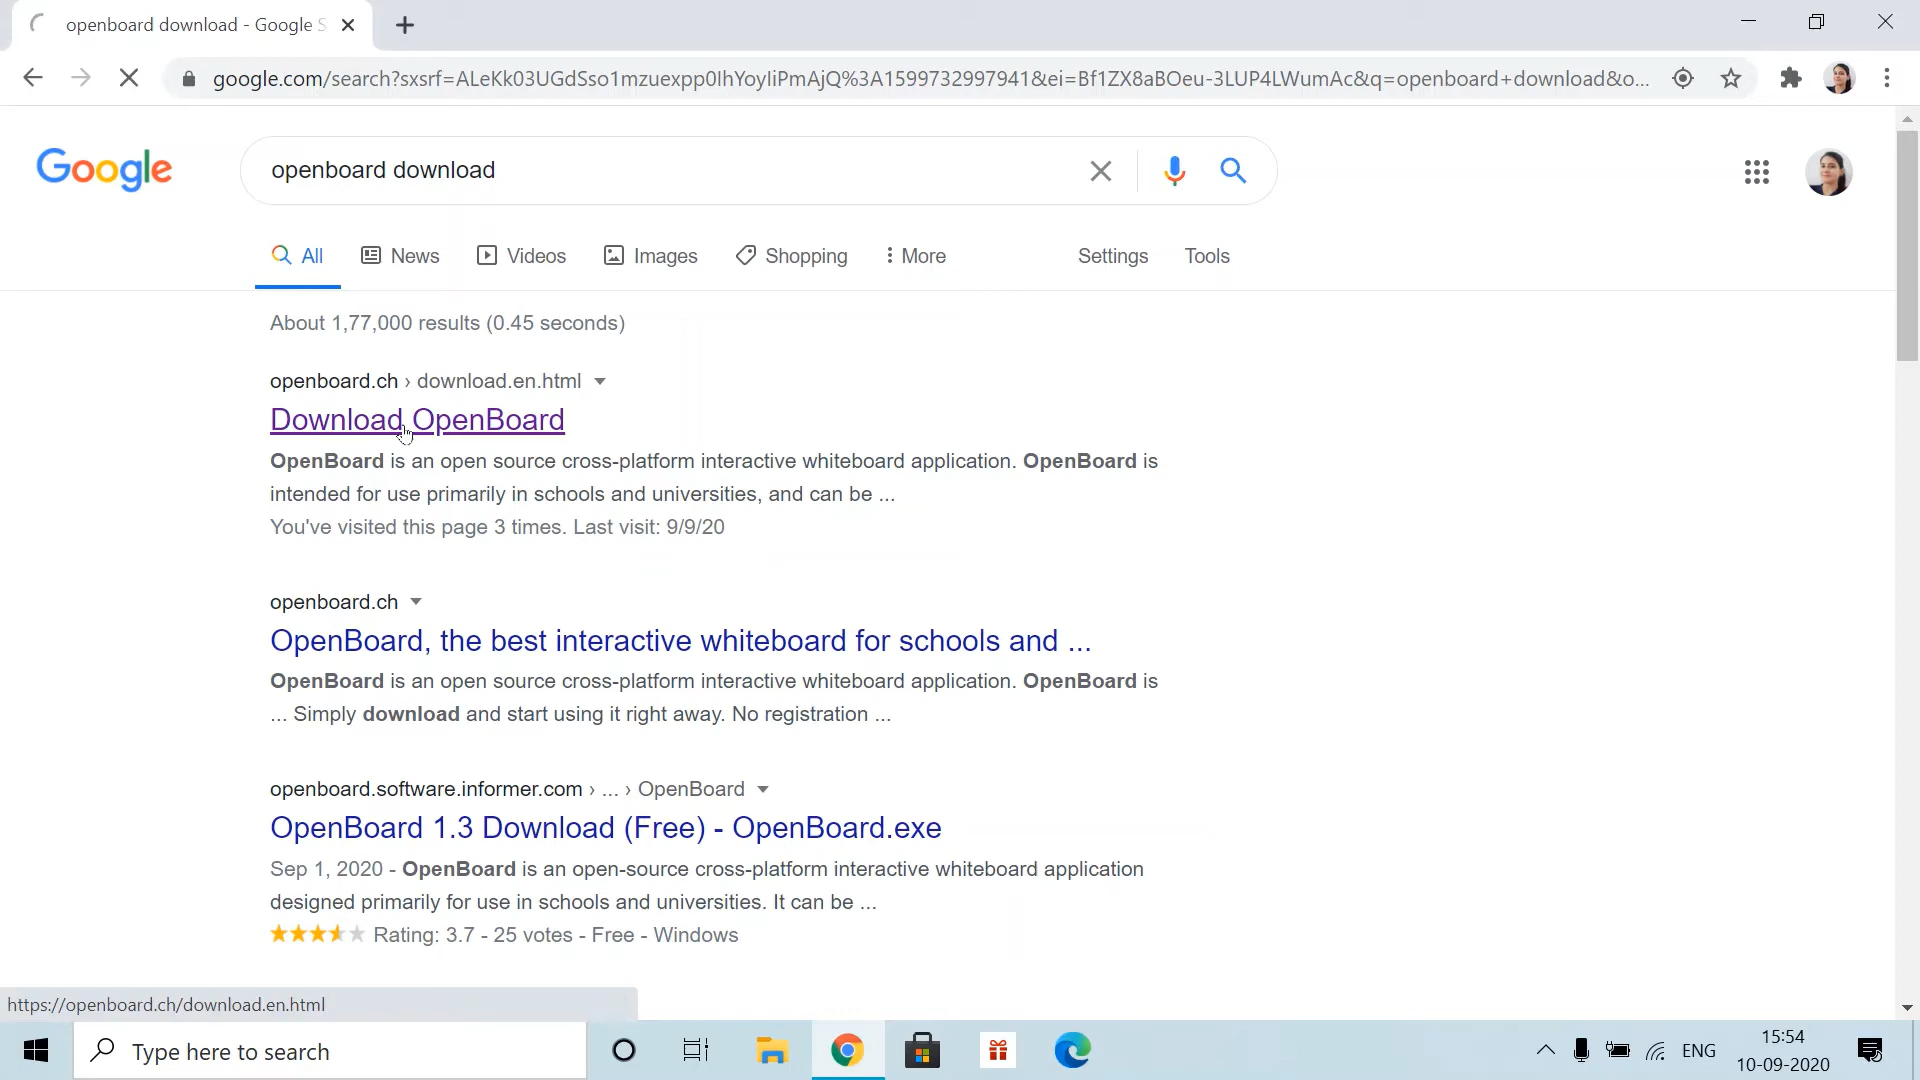 openboard download - Google S
google.com/search?sxsrf=ALeKk03UGdSso1mzuexpp0IhYoyIiPmAjQ%3A1599732997941&ei=Bf1ZX8aBOeu-3LUP4LWumAc&q=openboard+download&o...
Google
openboard download
All News Videos Images Shopping More Settings Tools
About 1,77,000 results (0.45 seconds)
openboard.ch › download.en.html
Download OpenBoard
OpenBoard is an open source cross-platform interactive whiteboard application. OpenBoard is
intended for use primarily in schools and universities, and can be ...
You've visited this page 3 times. Last visit: 9/9/20
openboard.ch
OpenBoard, the best interactive whiteboard for schools and ...
OpenBoard is an open source cross-platform interactive whiteboard application. OpenBoard is
... Simply download and start using it right away. No registration ...
openboard.software.informer.com › ... › OpenBoard
OpenBoard 1.3 Download (Free) - OpenBoard.exe
Sep 1, 2020 - OpenBoard is an open-source cross-platform interactive whiteboard application
designed primarily for use in schools and universities. It can be ...
Rating: 3.7 - 25 votes - Free - Windows
https://openboard.ch/download.en.html
Type here to search
ENG
15:54
10-09-2020